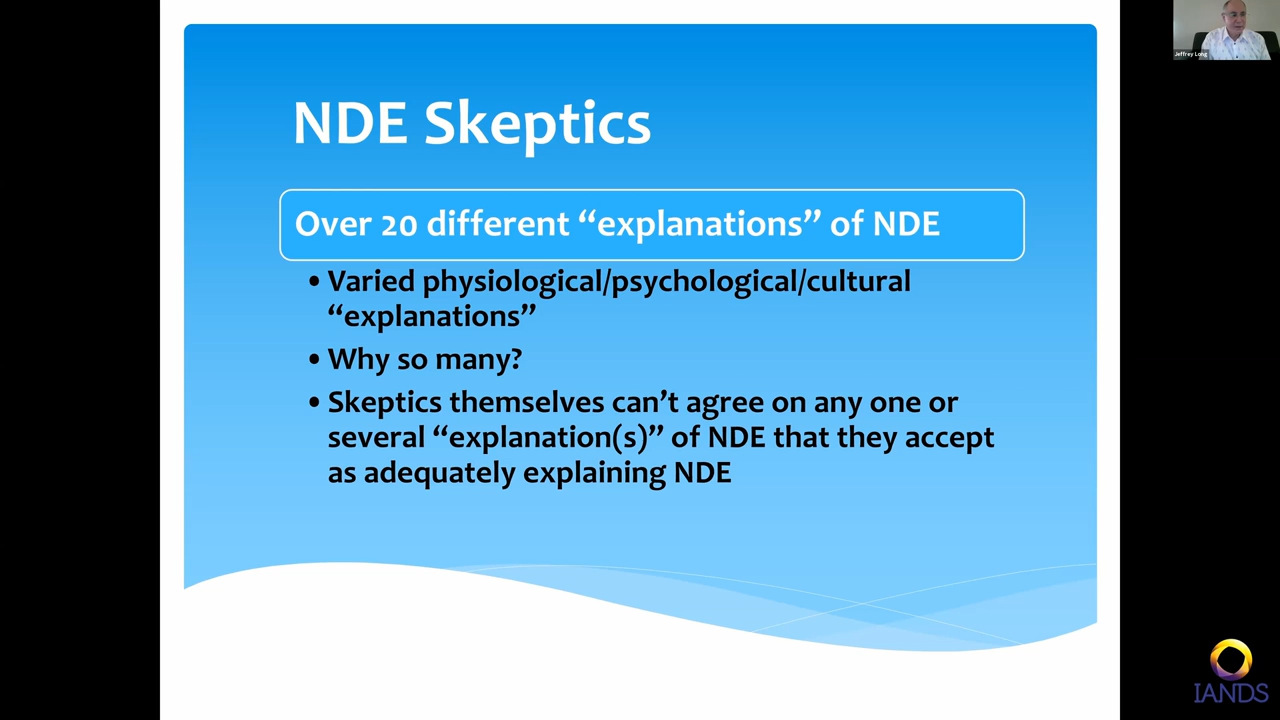 Jeffrey Long
NDE Skeptics
Over 20 different “explanations” of NDE
• Varied physiological/psychological/cultural
“explanations”
• Why so many?
• Skeptics themselves can’t agree on any one or
several “explanation(s)” of NDE that they accept
as adequately explaining NDE
IANDS